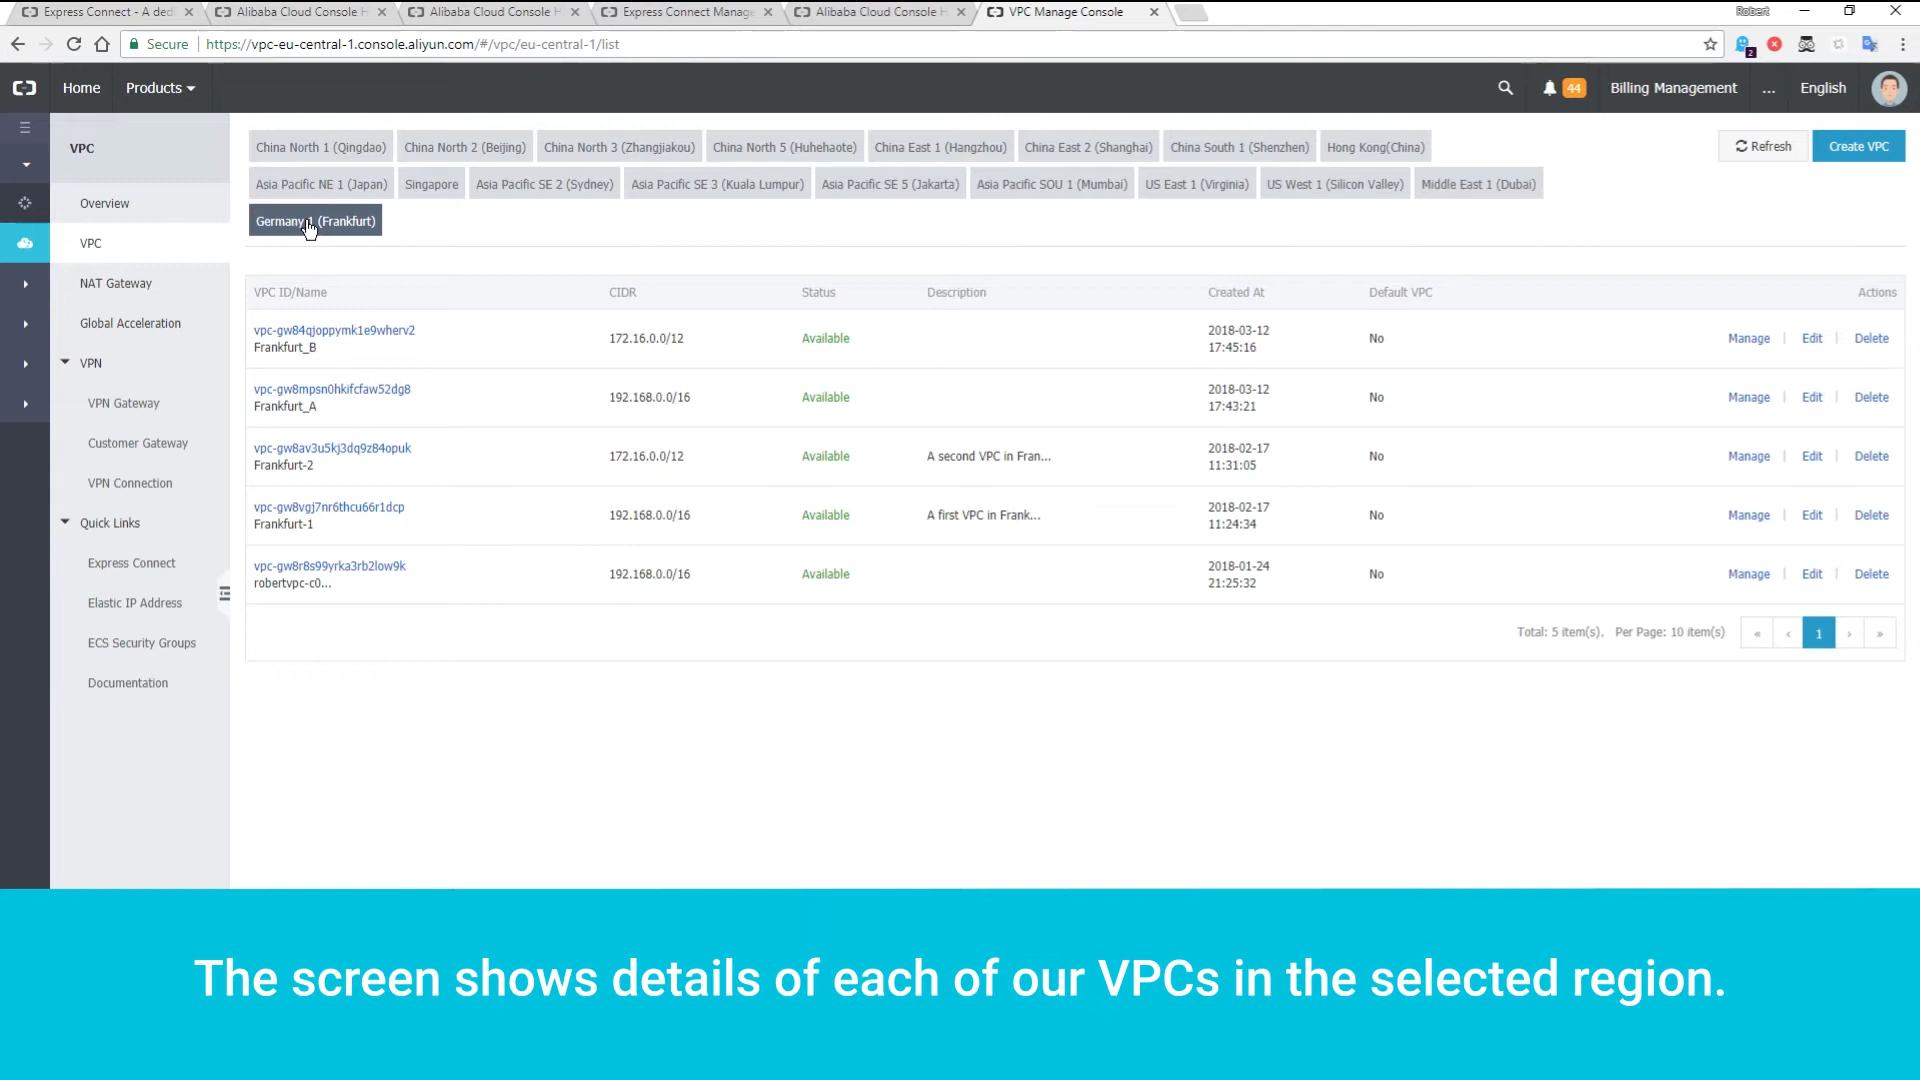 Express Connect - A ded
Alibaba Cloud Console H
Alibaba Cloud Console H
Express Connect Manage
Alibaba Cloud Console H
VPC Manage Console
Robert
Secure
https://vpc-eu-central-1.console.aliyun.com/#/vpc/eu-central-1/list
2
Home
Products
44
Billing Management
...
English
VPC
Overview
VPC
NAT Gateway
Global Acceleration
VPN
VPN Gateway
Customer Gateway
VPN Connection
Quick Links
Express Connect
Elastic IP Address
ECS Security Groups
Documentation
China North 1 (Qingdao) China North 2 (Beijing) China North 3 (Zhangjiakou) China North 5 (Huhehaote) China East 1 (Hangzhou) China East 2 (Shanghai) China South 1 (Shenzhen) Hong Kong(China)
Refresh
Create VPC
Asia Pacific NE 1 (Japan) Singapore Asia Pacific SE 2 (Sydney) Asia Pacific SE 3 (Kuala Lumpur) Asia Pacific SE 5 (Jakarta) Asia Pacific SOU 1 (Mumbai) US East 1 (Virginia) US West 1 (Silicon Valley) Middle East 1 (Dubai)
Germany 1 (Frankfurt)
VPC ID/Name CIDR Status Description Created At Default VPC Actions
vpc-gw84qjoppymk1e9wherv2
Frankfurt_B
172.16.0.0/12 Available
2018-03-12
17:45:16
No Manage Edit Delete
vpc-gw8mpsn0hkifcfaw52dg8
Frankfurt_A
192.168.0.0/16 Available
2018-03-12
17:43:21
No Manage Edit Delete
vpc-gw8av3u5kj3dq9z84opuk
Frankfurt-2
172.16.0.0/12 Available A second VPC in Fran...
2018-02-17
11:31:05
No Manage Edit Delete
vpc-gw8vgj7nr6thcu66r1dcp
Frankfurt-1
192.168.0.0/16 Available A first VPC in Frank...
2018-02-17
11:24:34
No Manage Edit Delete
vpc-gw8r8s99yrka3rb2low9k
robertvpc-c0...
192.168.0.0/16 Available
2018-01-24
21:25:32
No Manage Edit Delete
Total: 5 item(s), Per Page: 10 item(s) « ‹ 1 › »
The screen shows details of each of our VPCs in the selected region.